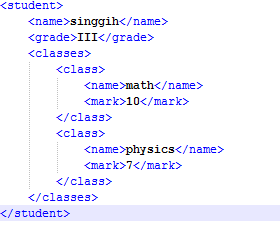 <student>
<name>singgih</name>
<grade>III</grade>
<classes>
<class>
<name>math</name>
<mark>10</mark>
</class>
<class>
<name>physics</name>
<mark>7</mark>
</class>
</classes>
</student>